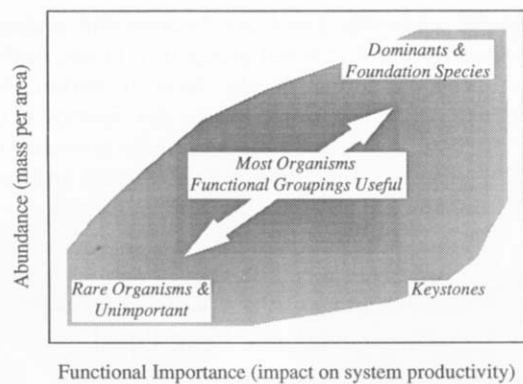 Dominants &
Foundation Species
Abundance (mass per area)
Most Organisms
Functional Groupings Useful
Rare Organisms &
Unimportant
Keystones
Functional Importance (impact on system productivity)